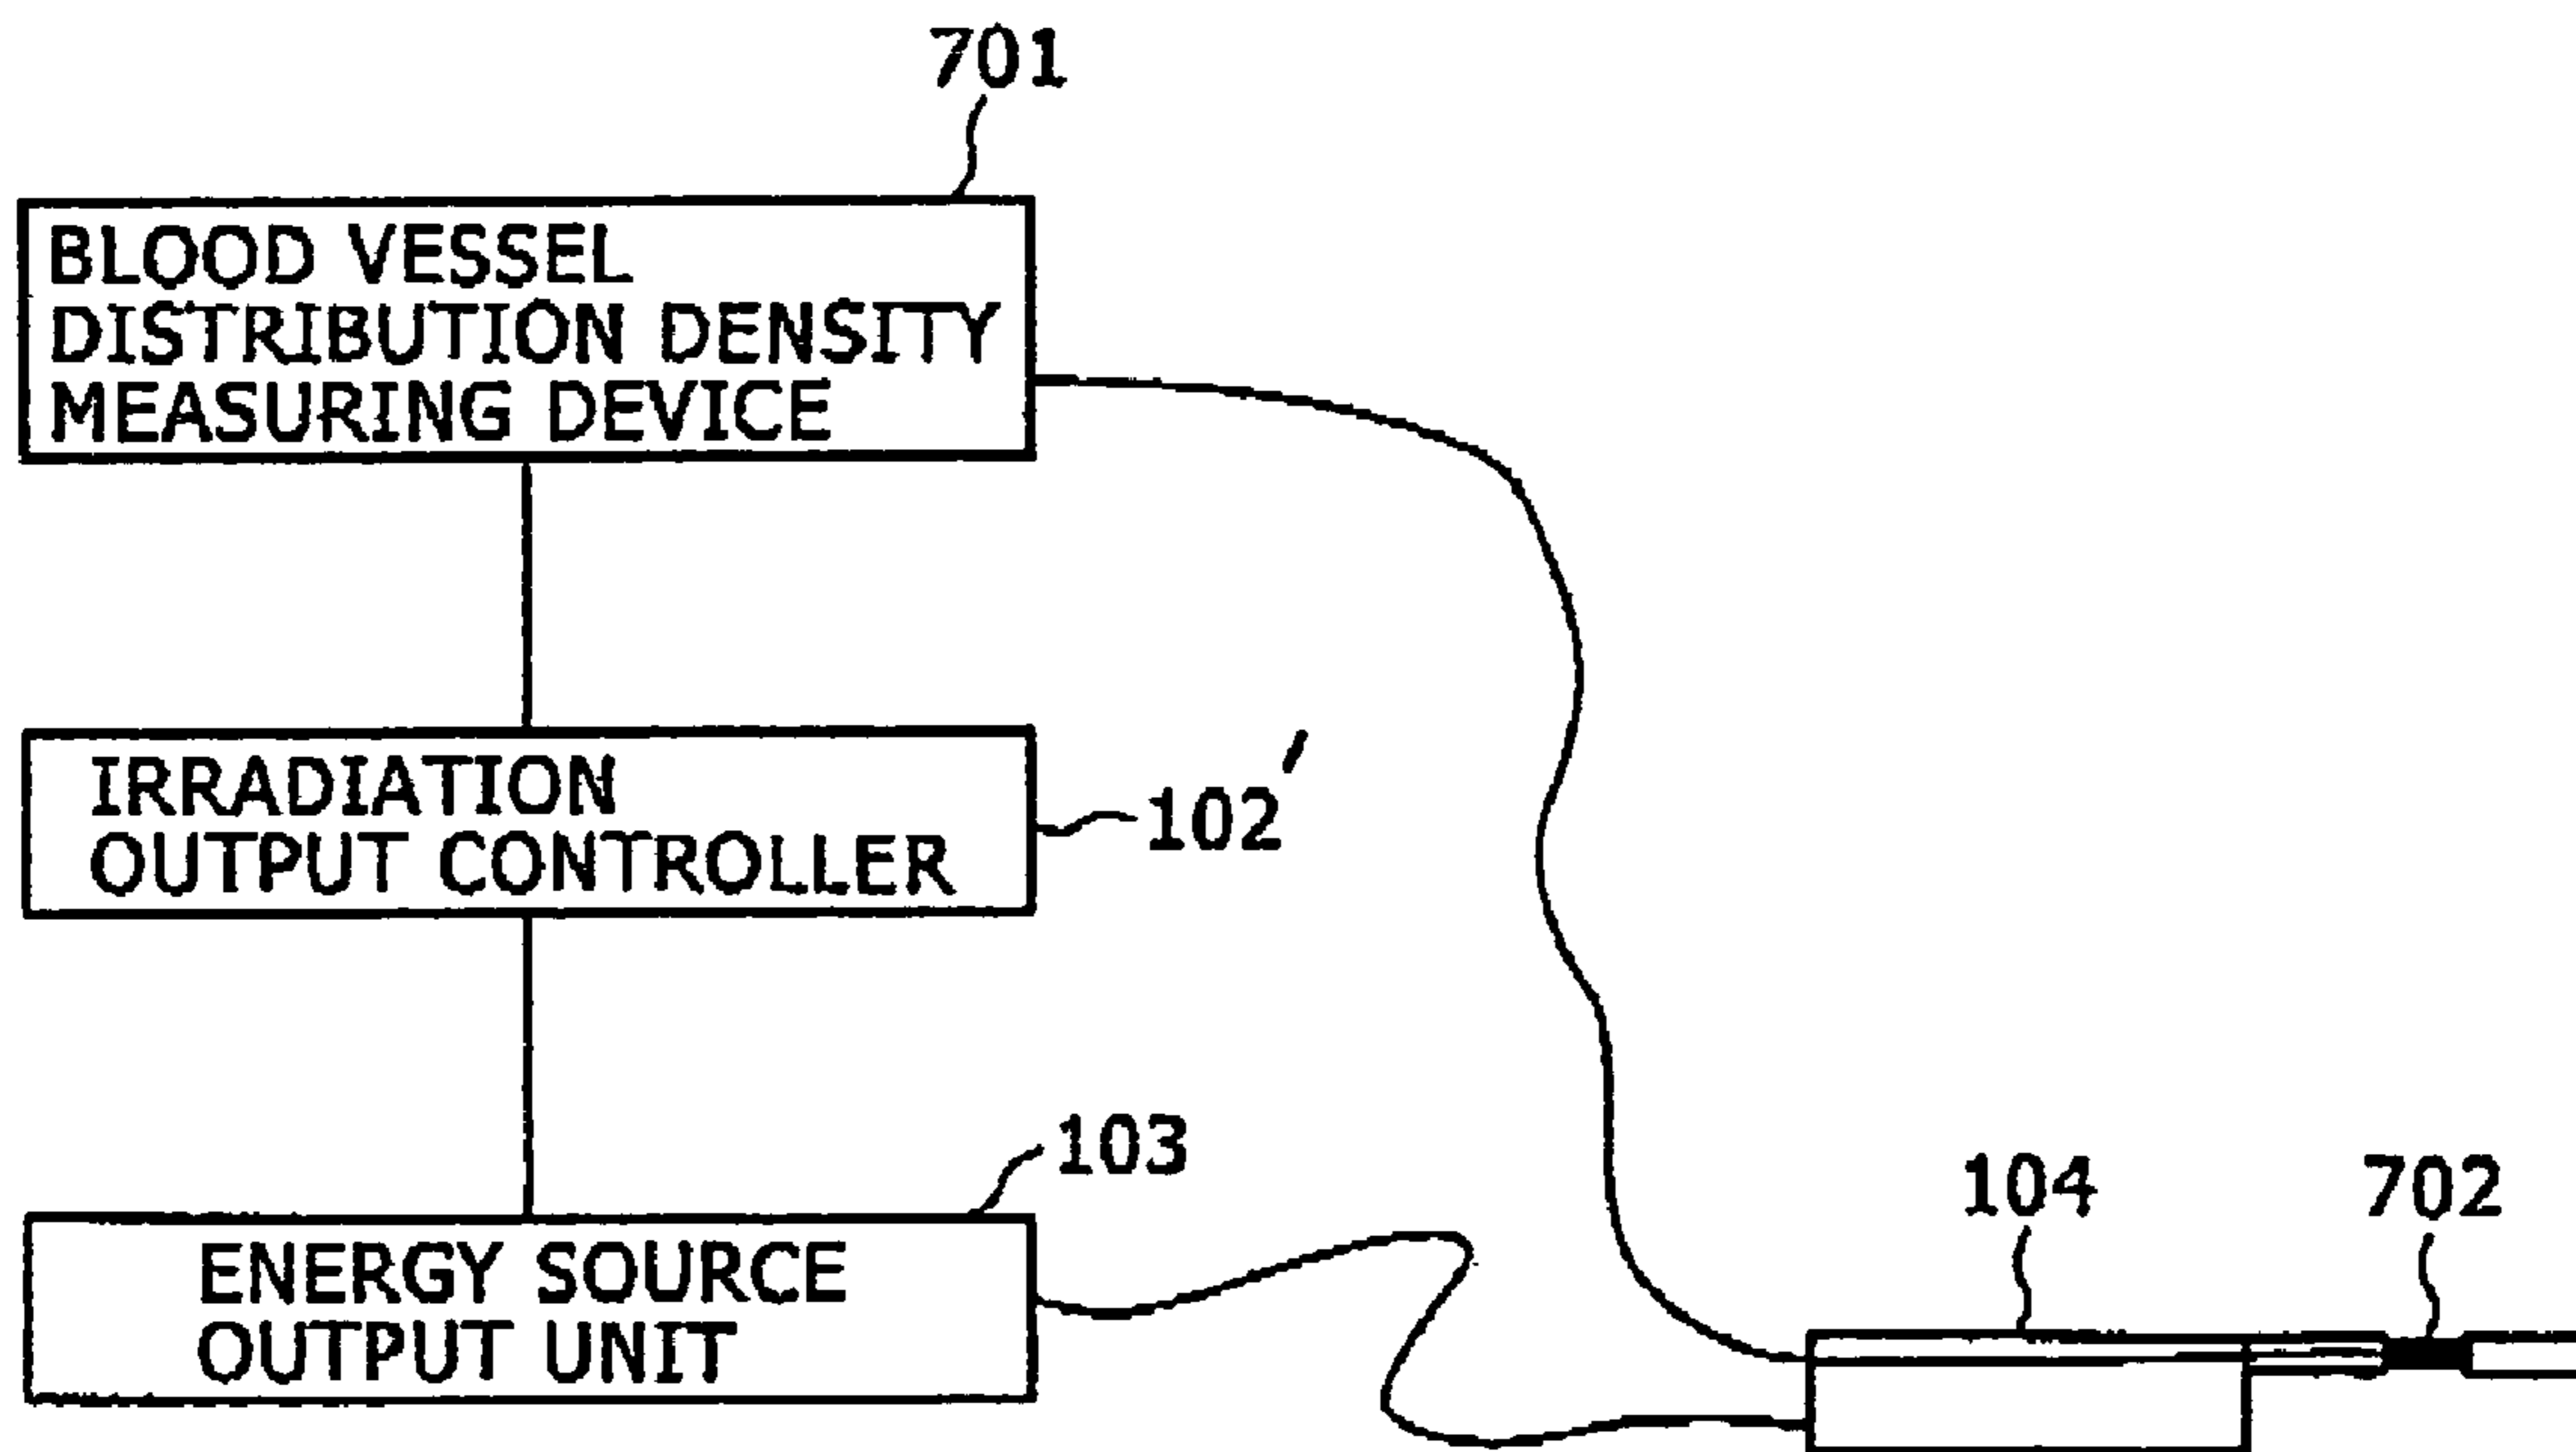 701
BLOOD VESSEL
DISTRIBUTION DENSITY
MEASURING DEVICE
IRRADIATION
OUTPUT CONTROLLER
102'
103
ENERGY SOURCE
OUTPUT UNIT
104
702